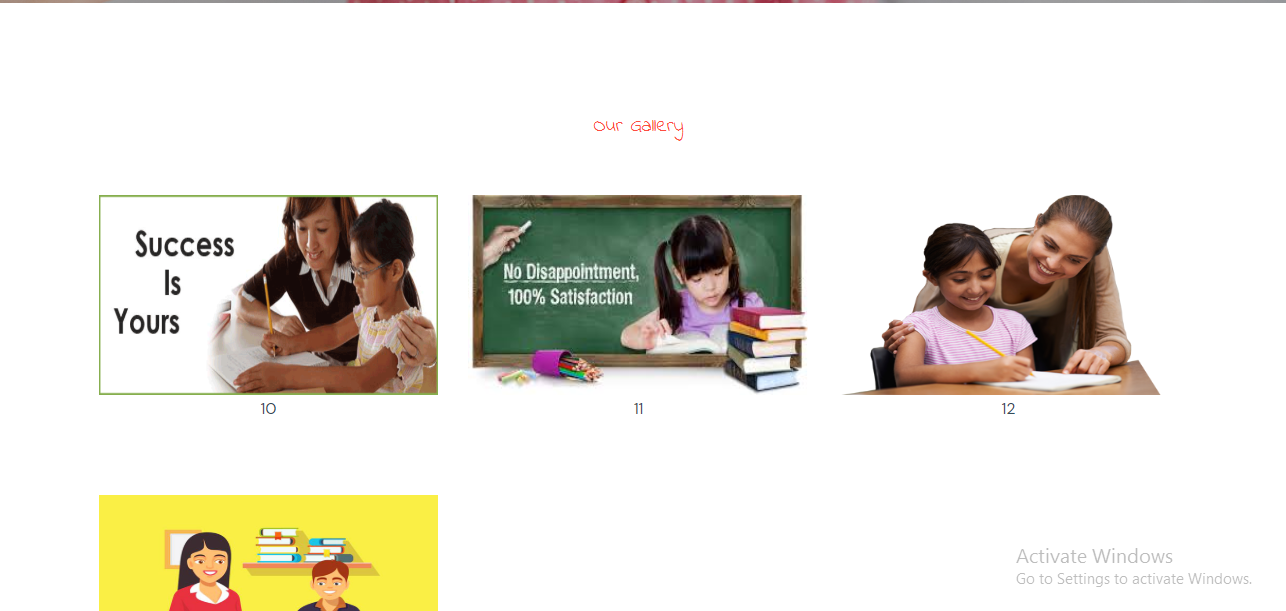 Our Gallery
Success
Is
Yours
No Disappointment,
100% Satisfaction
10
11
12
Activate Windows
Go to Settings to activate Windows.